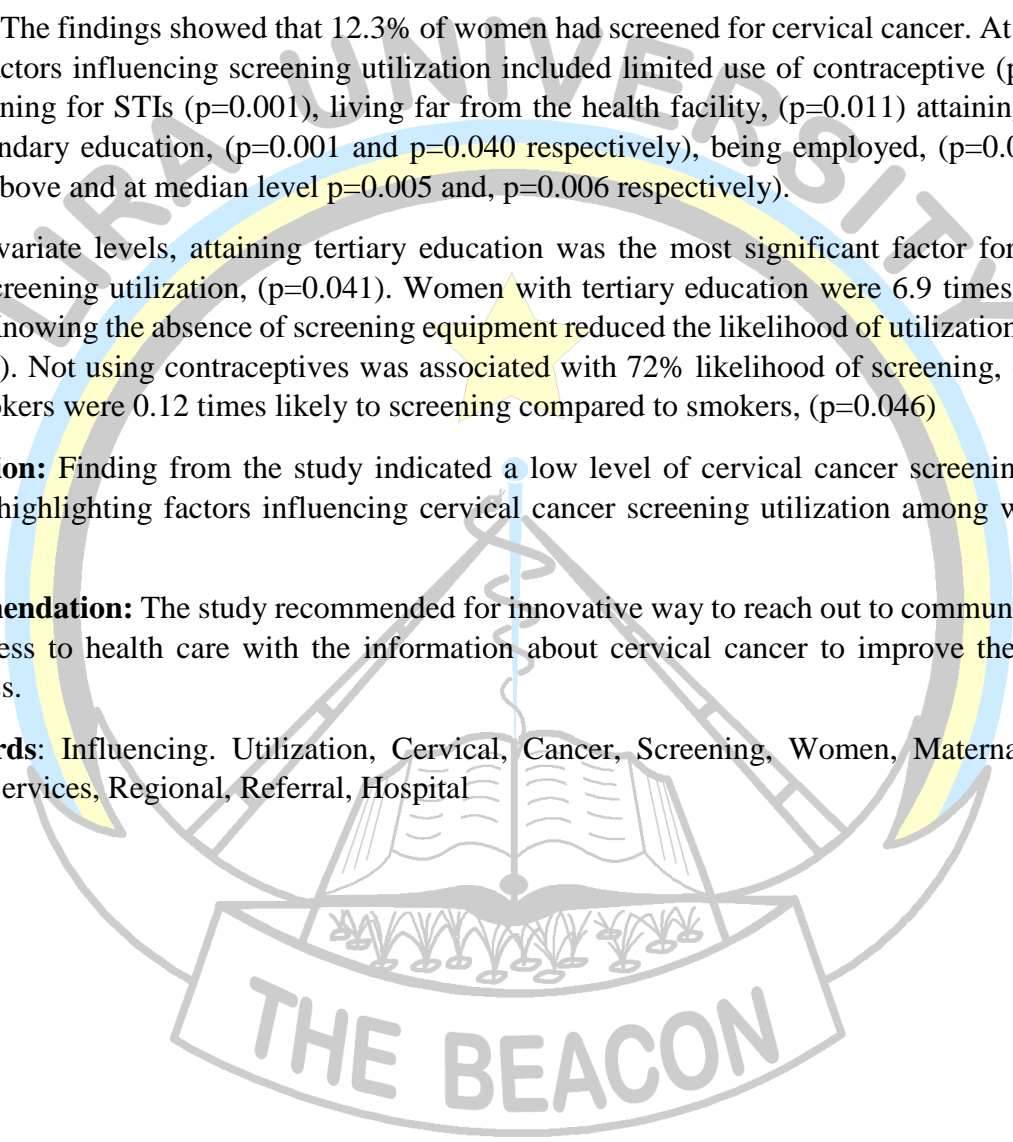 The findings showed that 12.3% of women had screened for cervical cancer. At
ctors influencing screening utilization included limited use of contraceptive (p
ning for STIs (p=0.001), living far from the health facility, (p=0.011) attaining
ndary education, (p=0.001 and p=0.040 respectively), being employed, (p=0.0
bove and at median level p=0.005 and, p=0.006 respectively).
variate levels, attaining tertiary education was the most significant factor for
creening utilization, (p=0.041). Women with tertiary education were 6.9 times
nowing the absence of screening equipment reduced the likelihood of utilization
). Not using contraceptives was associated with 72% likelihood of screening,
okers were 0.12 times likely to screening compared to smokers, (p=0.046)
ion: Finding from the study indicated a low level of cervical cancer screenin
highlighting factors influencing cervical cancer screening utilization among w
endation: The study recommended for innovative way to reach out to commun
ess to health care with the information about cervical cancer to improve the
s.
rds: Influencing. Utilization, Cervical, Cancer, Screening, Women, Materna
ervices, Regional, Referral, Hospital
LIRA UNIVERSITY
THE BEACON